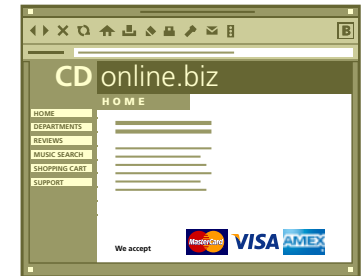 B
CD online.biz
HOME
HOME
DEPARTMENTS
REVIEWS
MUSIC SEARCH
SHOPPING CART
SUPPORT
We accept MasterCard VISA AMEX